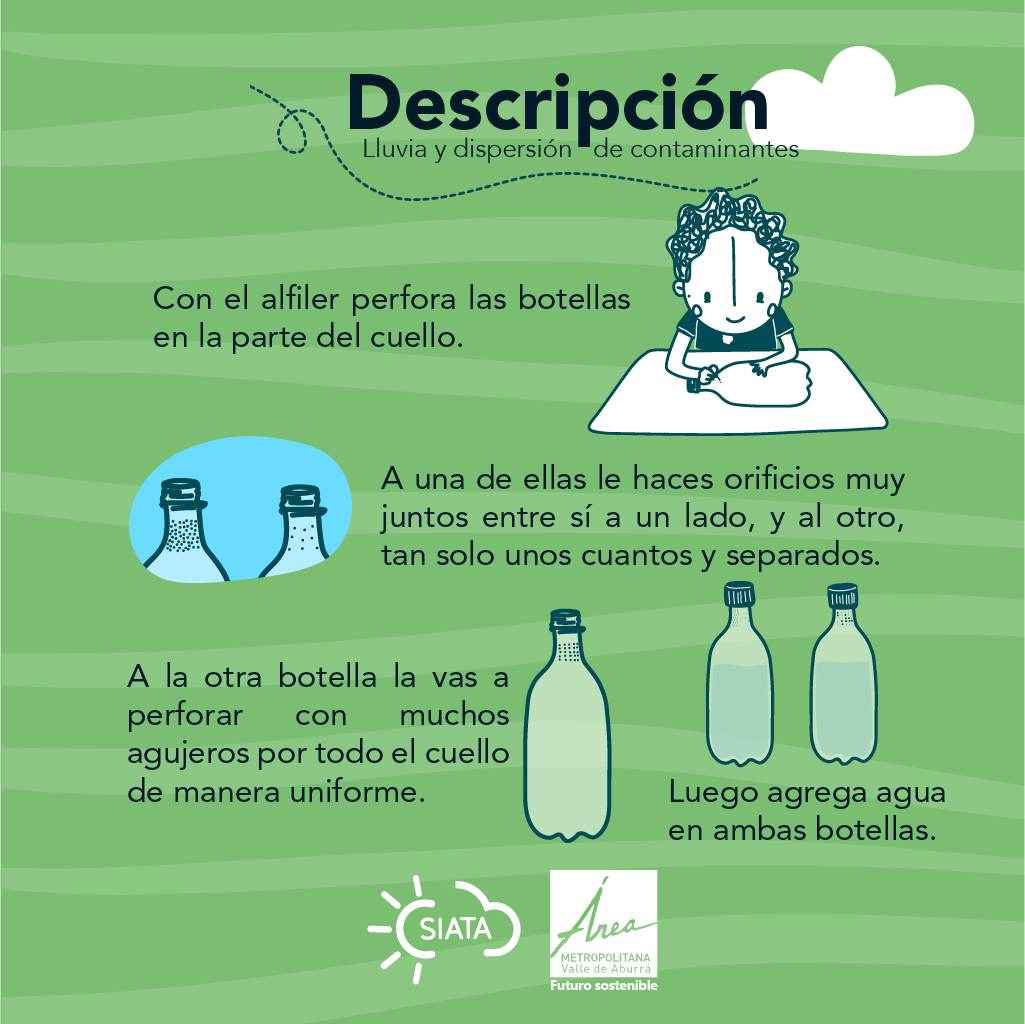 Descripción
Lluvia y dispersión de contaminantes
Con el alfiler perfora las botellas
en la parte del cuello.
A una de ellas le haces orificios muy
juntos entre sí a un lado, y al otro,
tan solo unos cuantos y separados.
A la otra botella la vas a
perforar con muchos
agujeros por todo el cuello
de manera uniforme.
Luego agrega agua
en ambas botellas.
SIATA
Área
METROPOLITANA
Valle de Aburrá
Futuro sostenible